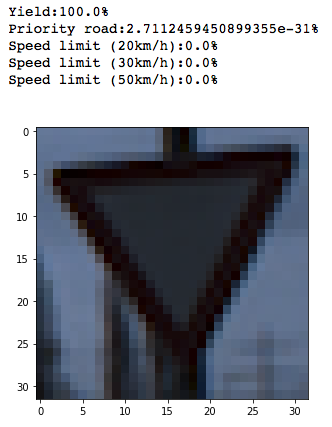 Yield:100.0%
Priority road:2.7112459450899355e-31%
Speed limit (20km/h):0.0%
Speed limit (30km/h):0.0%
Speed limit (50km/h):0.0%
0
5
10
15
20
25
30
0 5 10 15 20 25 30